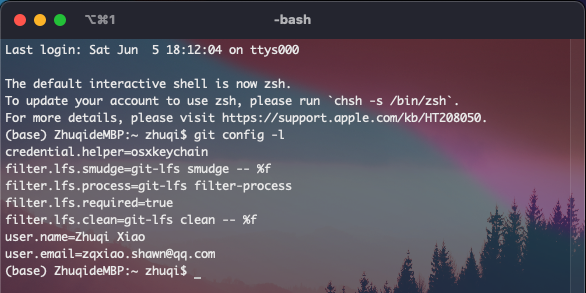 ⌥⌘1
-bash
Last login: Sat Jun  5 18:12:04 on ttys000
The default interactive shell is now zsh.
To update your account to use zsh, please run `chsh -s /bin/zsh`.
For more details, please visit https://support.apple.com/kb/HT208050.
(base) ZhuqideMBP:~ zhuqi$ git config -l
credential.helper=osxkeychain
filter.lfs.smudge=git-lfs smudge -- %f
filter.lfs.process=git-lfs filter-process
filter.lfs.required=true
filter.lfs.clean=git-lfs clean -- %f
user.name=Zhuqi Xiao
user.email=zqxiao.shawn@qq.com
(base) ZhuqideMBP:~ zhuqi$ _